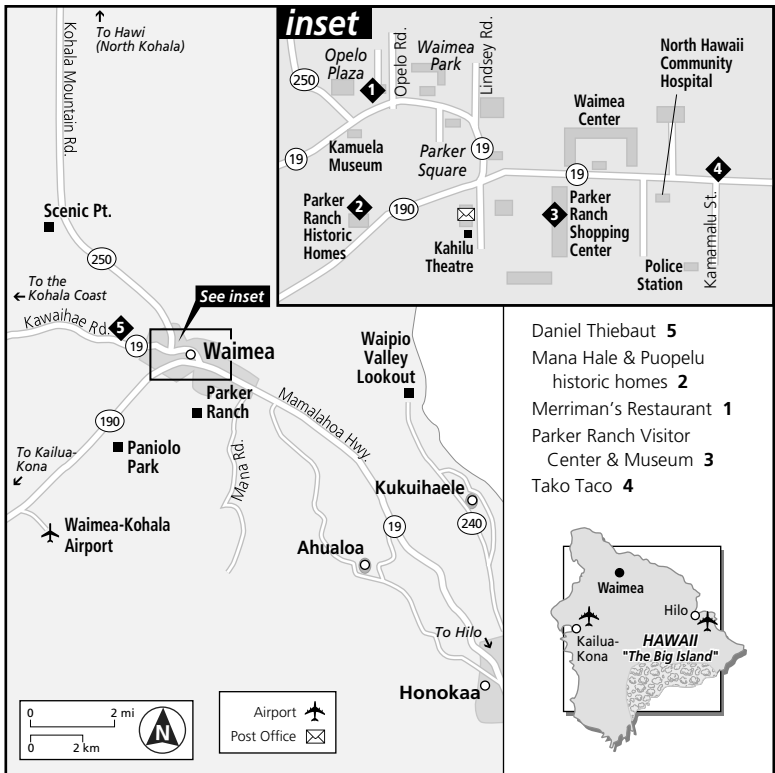 To Hawi
(North Kohala)
Kohala Mountain Rd.
Scenic Pt.
250
To the
Kohala Coast
Kawaihae Rd.
5
19
See inset
Waimea
Parker
Ranch
190
To Kailua-
Kona
Paniolo
Park
Waimea-Kohala
Airport
Mana Rd.
Mamalahoa Hwy.
Waipio
Valley
Lookout
Kukuihaele
240
19
Ahualoa
To Hilo
Honokaa
0 2 mi
0 2 km
N
Airport
Post Office
inset
Opelo
Plaza
Opelo Rd.
Waimea
Park
Lindsey Rd.
North Hawaii
Community
Hospital
250
1
Waimea
Center
Kamuela
Museum
19
Parker
Square
19
19
4
Parker
Ranch
Historic
Homes
2
190
Kahilu
Theatre
3
Parker
Ranch
Shopping
Center
Police
Station
Kamamalu St.
Daniel Thiebaut 5
Mana Hale & Puopelu
historic homes 2
Merriman's Restaurant 1
Parker Ranch Visitor
Center & Museum 3
Tako Taco 4
Waimea
Hilo
Kailua-
Kona
HAWAII
"The Big Island"